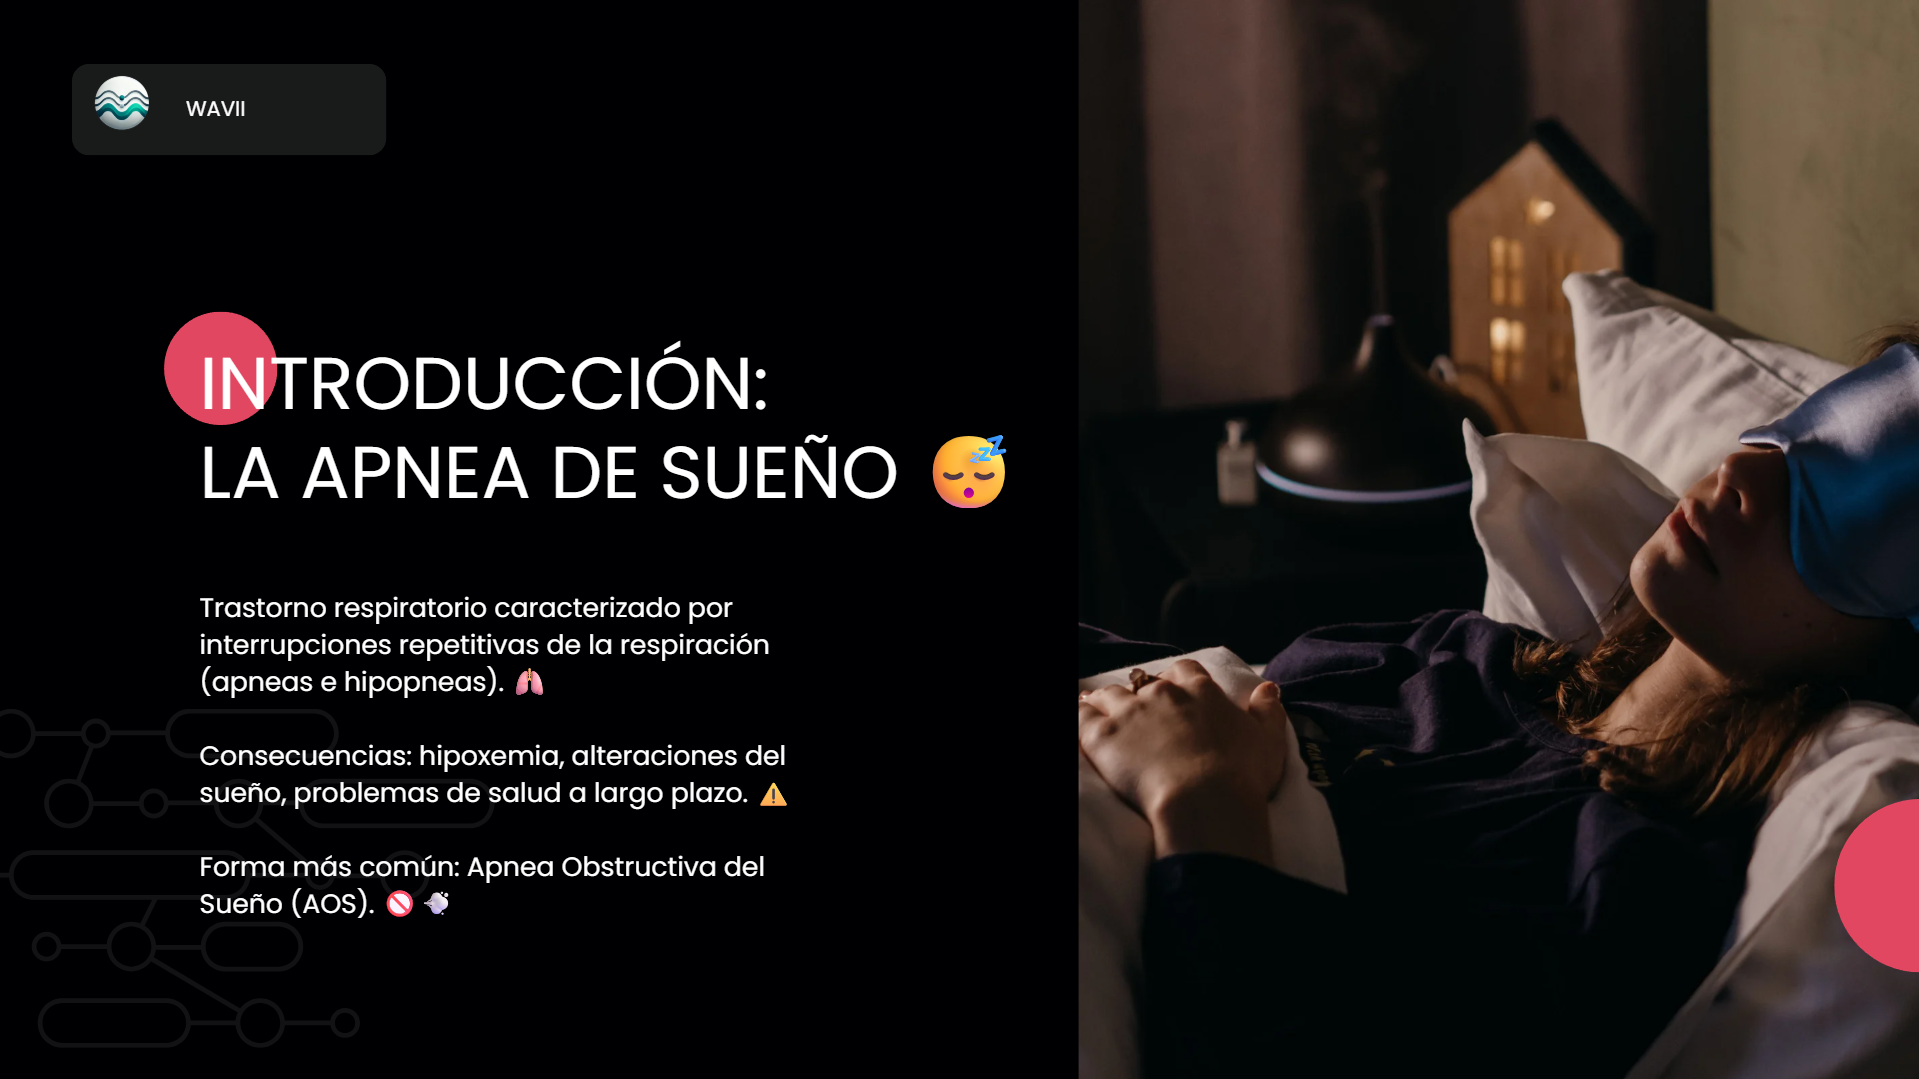 WAVII
INTRODUCCIÓN:
LA APNEA DE SUEÑO 😴
Trastorno respiratorio caracterizado por
interrupciones repetitivas de la respiración
(apneas e hipopneas). 🫁
Consecuencias: hipoxemia, alteraciones del
sueño, problemas de salud a largo plazo. ⚠️
Forma más común: Apnea Obstructiva del
Sueño (AOS). 🚫 💨